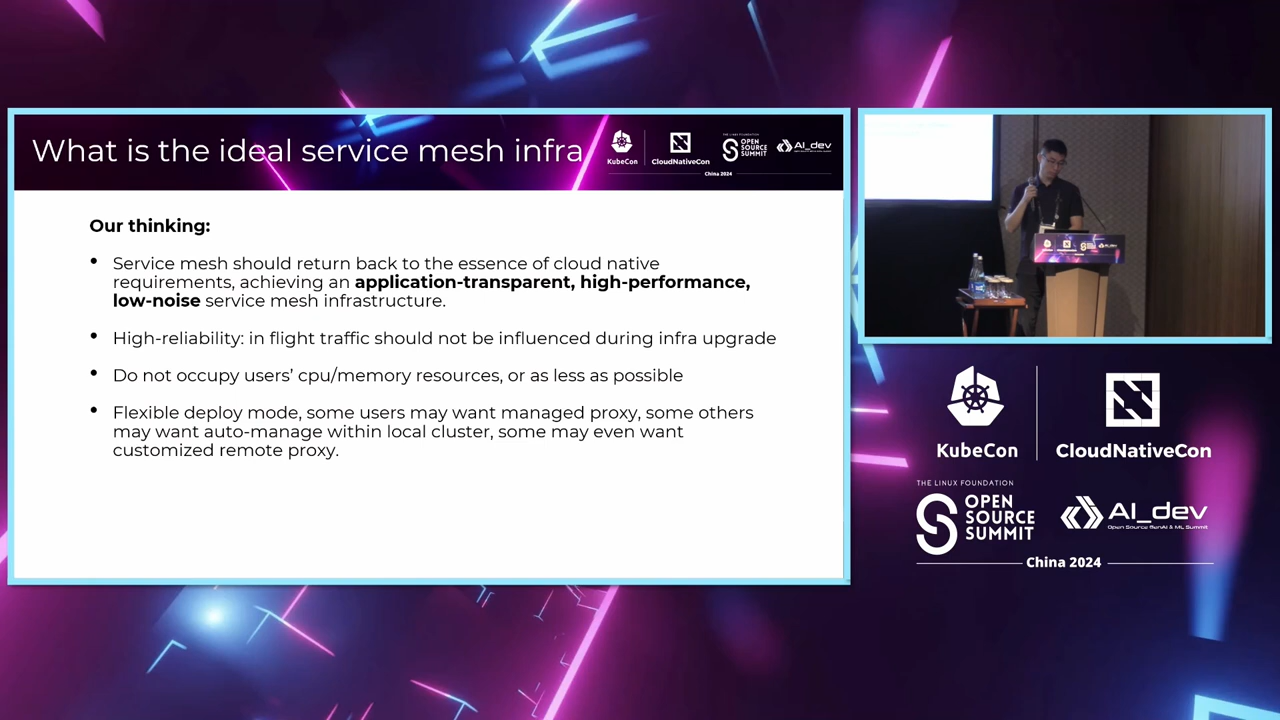 What is the ideal service mesh infra
KubeCon
CloudNativeCon
THE LINUX FOUNDATION
OPEN
SOURCE
SUMMIT
AI_dev
China 2024
Our thinking:
• Service mesh should return back to the essence of cloud native
requirements, achieving an application-transparent, high-performance,
low-noise service mesh infrastructure.
• High-reliability: in flight traffic should not be influenced during infra upgrade
• Do not occupy users’ cpu/memory resources, or as less as possible
• Flexible deploy mode, some users may want managed proxy, some others
may want auto-manage within local cluster, some may even want
customized remote proxy.
KubeCon
CloudNativeCon
THE LINUX FOUNDATION
OPEN
SOURCE
SUMMIT
AI_dev
Open Source GenAI & ML Summit
China 2024